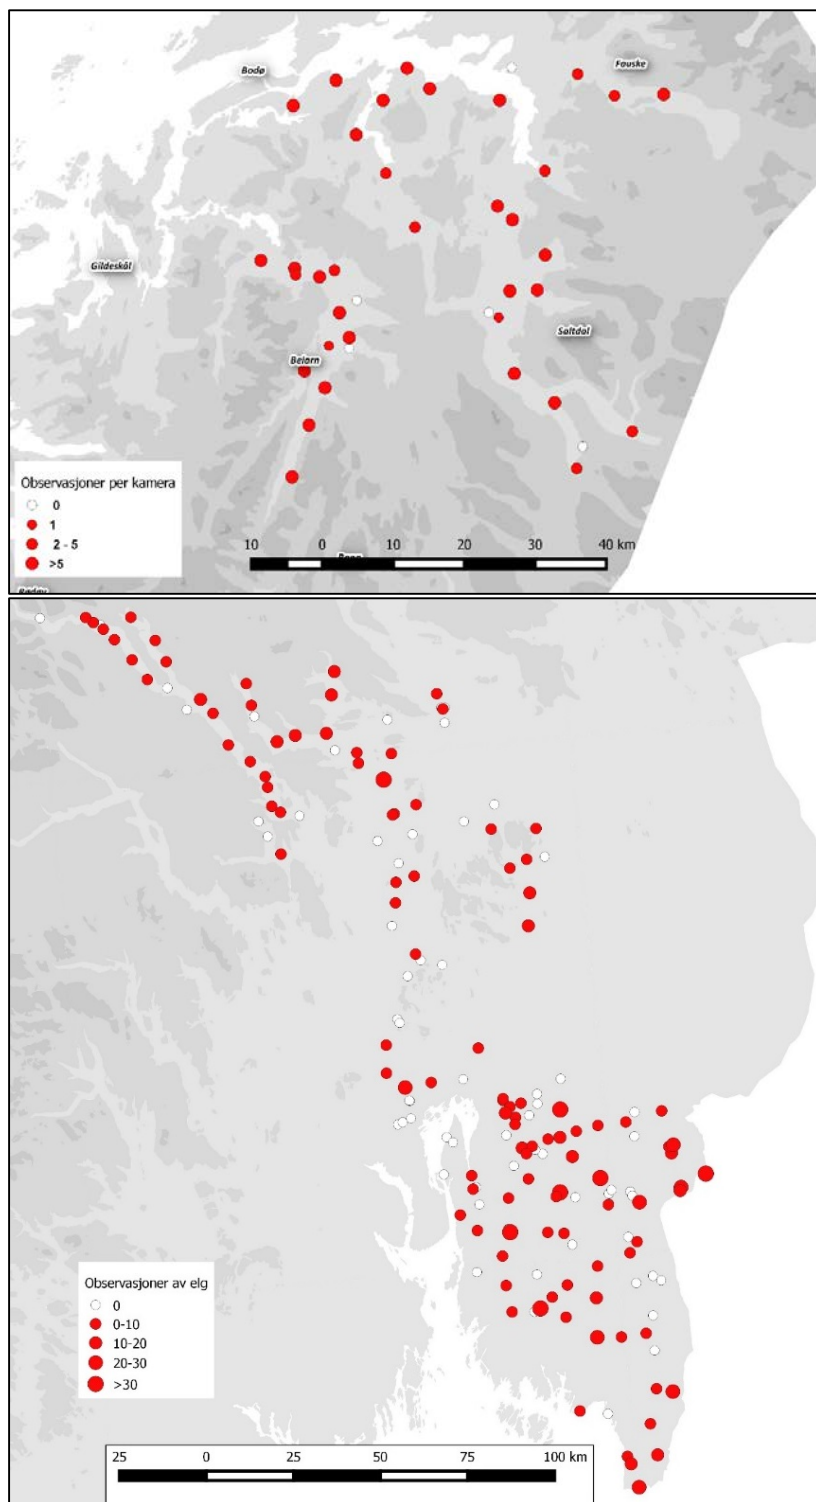 Bodø
Fauske
Gildeskål
Saltdal
Beiarn
Observasjoner per kamera
0
1
2 - 5
>5
10 0 10 20 30 40 km
Observasjoner av elg
0
0-10
10-20
20-30
>30
25 0 25 50 75 100 km